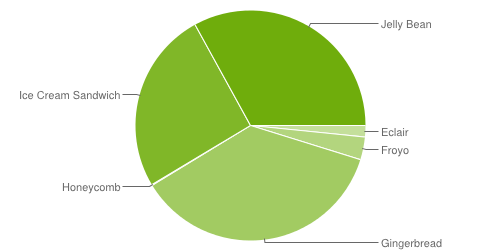 Jelly Bean
Ice Cream Sandwich
Eclair
Froyo
Honeycomb
Gingerbread